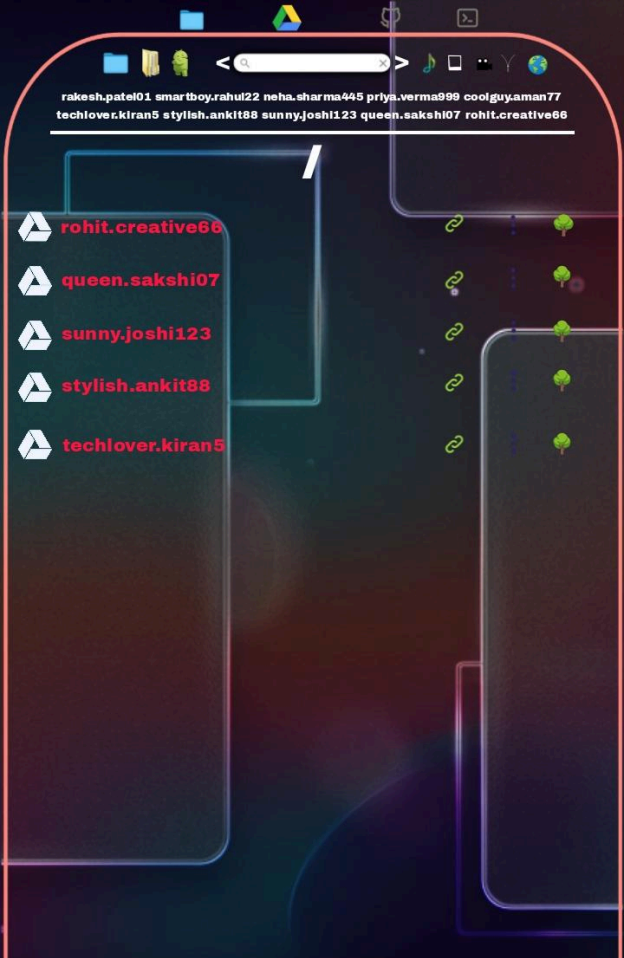 < >
rakesh.patel01 smartboy.rahul22 neha.sharma445 priya.verma999 coolguy.aman77
techlover.kiran5 stylish.ankit88 sunny.joshi123 queen.sakshi07 rohit.creative66
/
rohit.creative66
queen.sakshi07
sunny.joshi123
stylish.ankit88
techlover.kiran5